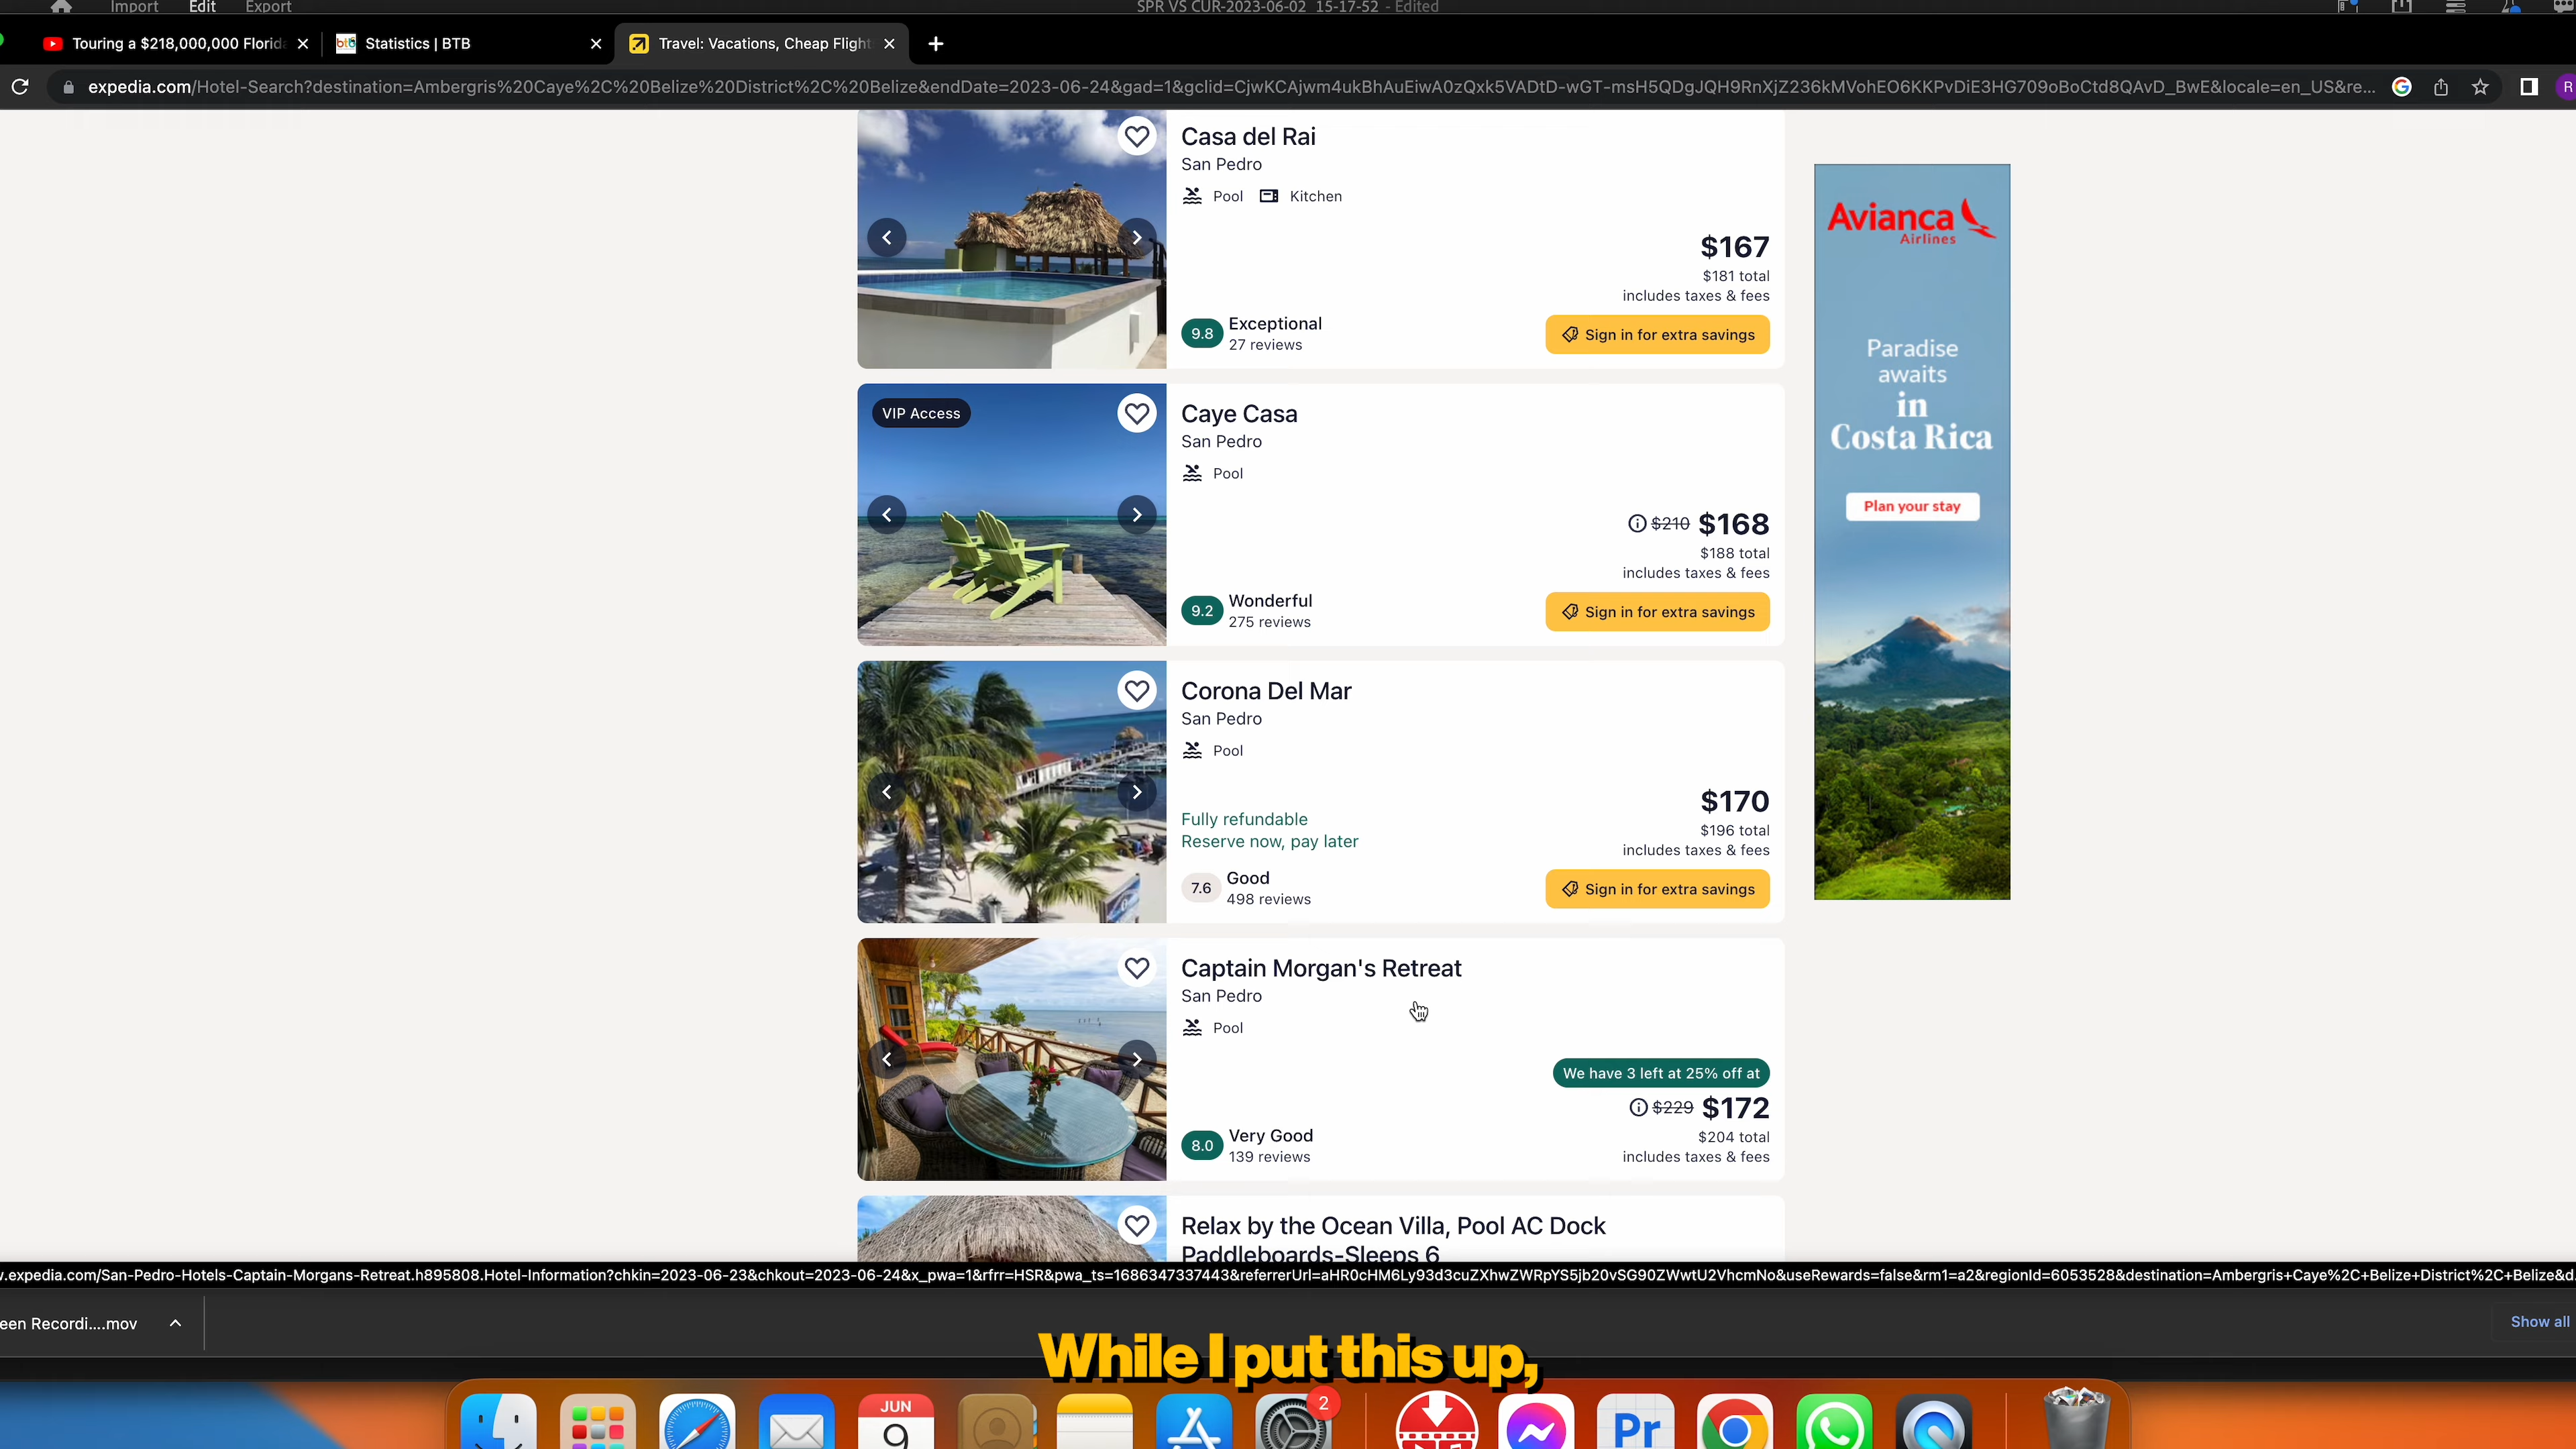 Import Edit Export SPR VS CUR-2023-06-02 15-17-52 - Edited
Touring a $218,000,000 Florid
Statistics | BTB
Travel: Vacations, Cheap Flight
expedia.com/Hotel-Search?destination=Ambergris%20Caye%2C%20Belize%20District%2C%20Belize&endDate=2023-06-24&gad=1&gclid=CjwKCAjwm4ukBhAuEiwA0zQxk5VADtD-wGT-msH5QDgJQH9RnXjZ236kMVohEO6KKPvDiE3HG709oBoCtd8QAvD_BwE&locale=en_US&re...
R
Casa del Rai
San Pedro
Pool Kitchen
$167
$181 total
includes taxes & fees
9.8 Exceptional
27 reviews
Sign in for extra savings
VIP Access
Caye Casa
San Pedro
Pool
$210 $168
$188 total
includes taxes & fees
9.2 Wonderful
275 reviews
Sign in for extra savings
Corona Del Mar
San Pedro
Pool
Fully refundable
Reserve now, pay later
$170
$196 total
includes taxes & fees
7.6 Good
498 reviews
Sign in for extra savings
Captain Morgan's Retreat
San Pedro
Pool
We have 3 left at 25% off at
$229 $172
$204 total
includes taxes & fees
8.0 Very Good
139 reviews
Relax by the Ocean Villa, Pool AC Dock
Paddleboards-Sleeps 6
Avianca
Airlines
Paradise
awaits
in
Costa Rica
Plan your stay
v.expedia.com/San-Pedro-Hotels-Captain-Morgans-Retreat.h895808.Hotel-Information?chkin=2023-06-23&chkout=2023-06-24&x_pwa=1&rfrr=HSR&pwa_ts=1686347337443&referrerUrl=aHR0cHM6Ly93d3cuZXhwZWRpYS5jb20vSG90ZWwtU2VhcmNo&useRewards=false&rm1=a2&regionId=6053528&destination=Ambergris+Caye%2C+Belize+District%2C+Belize&d
een Recordi....mov
Show all
While I put this up,
JUN
9
2
Pr